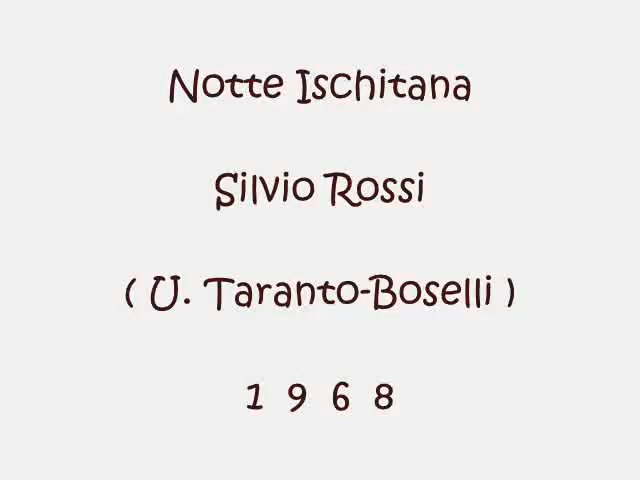 Notte Ischitana
Silvio Rossi
( U. Taranto-Boselli )
1 9 6 8